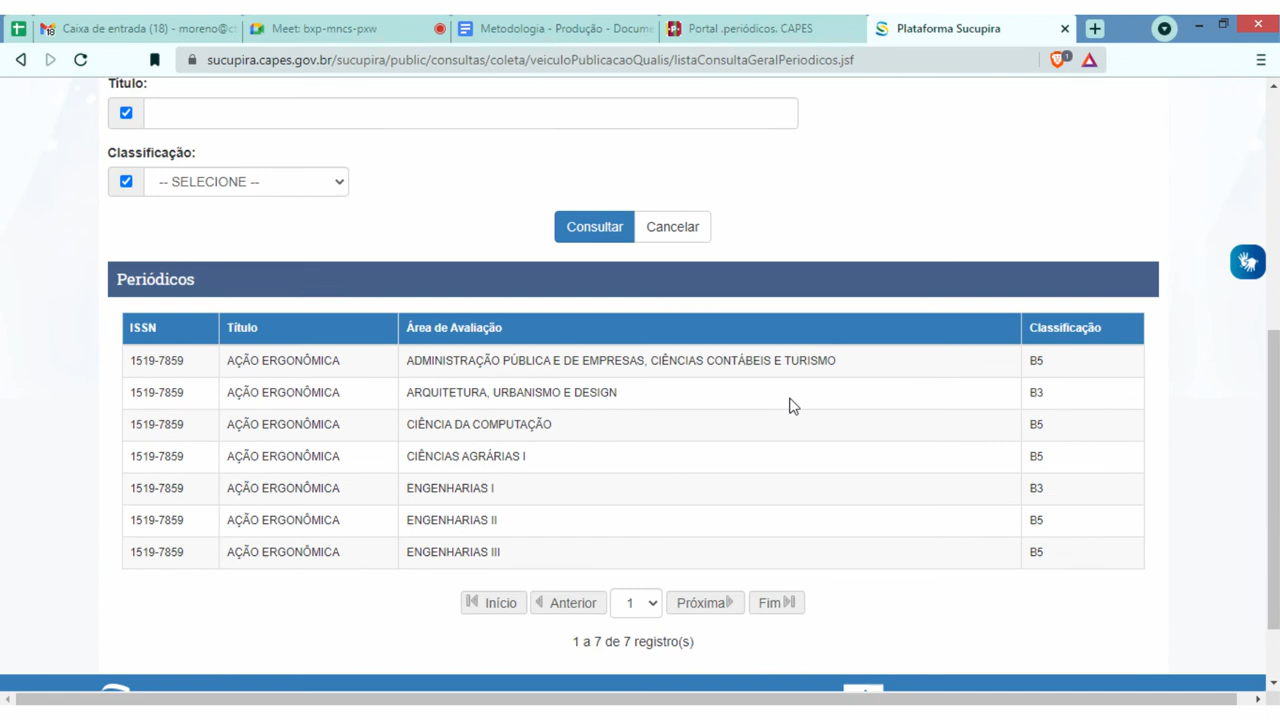 Caixa de entrada (18) - moreno@c
Meet: bxp-mncs-pxw
Metodologia - Produção - Docume
Portal .periódicos. CAPES
Plataforma Sucupira
sucupira.capes.gov.br/sucupira/public/consultas/coleta/veiculoPublicacaoQualis/listaConsultaGeralPeriodicos.jsf
Título:
Classificação:
-- SELECIONE --
Consultar Cancelar
Periódicos
ISSN Título Área de Avaliação Classificação
1519-7859 AÇÃO ERGONÔMICA ADMINISTRAÇÃO PÚBLICA E DE EMPRESAS, CIÊNCIAS CONTÁBEIS E TURISMO B5
1519-7859 AÇÃO ERGONÔMICA ARQUITETURA, URBANISMO E DESIGN B3
1519-7859 AÇÃO ERGONÔMICA CIÊNCIA DA COMPUTAÇÃO B5
1519-7859 AÇÃO ERGONÔMICA CIÊNCIAS AGRÁRIAS I B5
1519-7859 AÇÃO ERGONÔMICA ENGENHARIAS I B3
1519-7859 AÇÃO ERGONÔMICA ENGENHARIAS II B5
1519-7859 AÇÃO ERGONÔMICA ENGENHARIAS III B5
Início Anterior 1 Próxima Fim
1 a 7 de 7 registro(s)